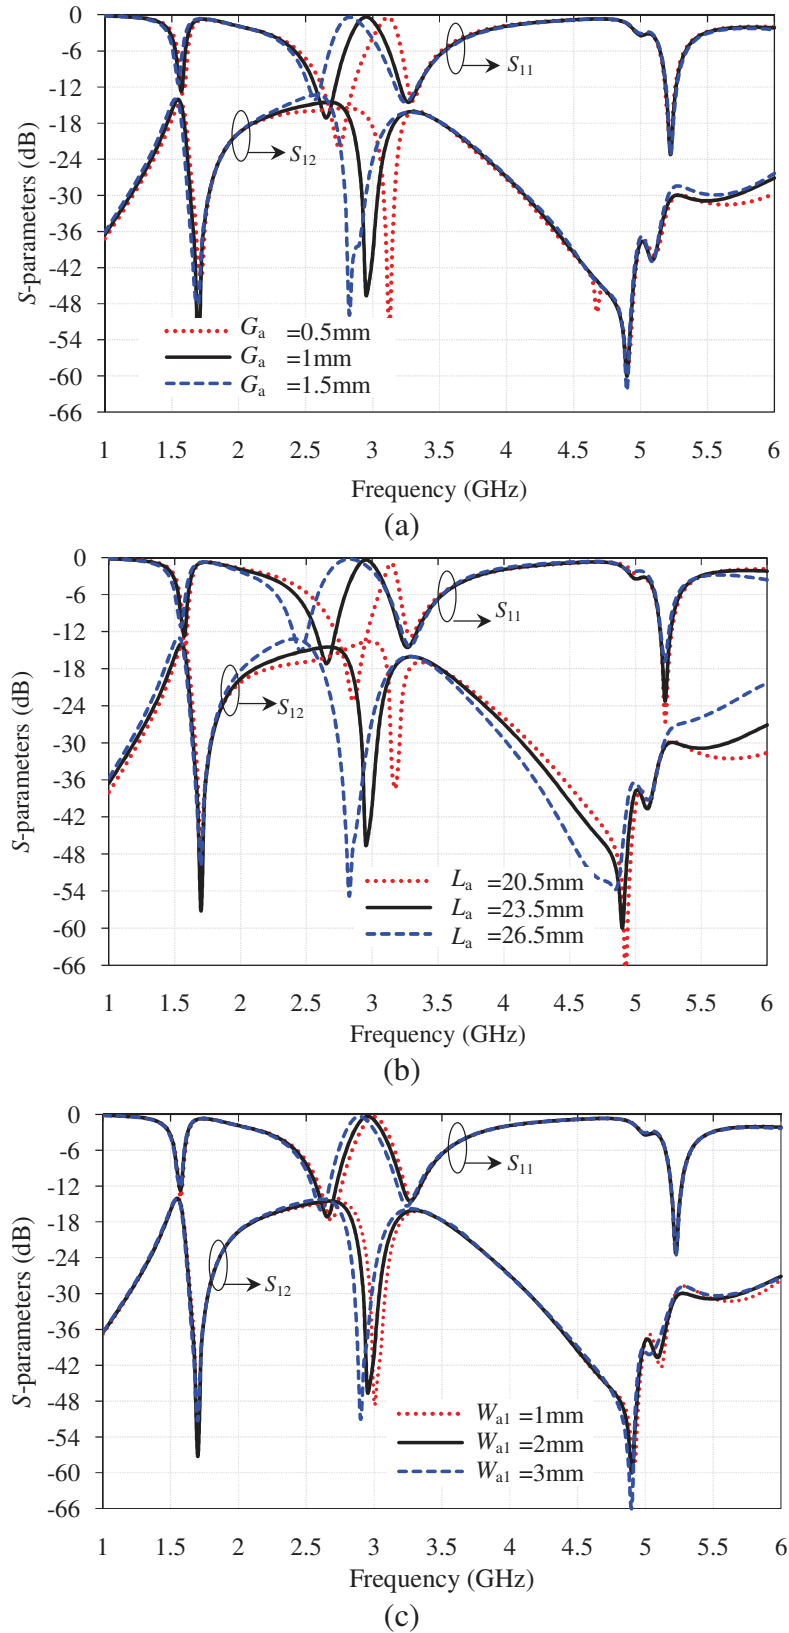 0
-6
-12
-18
-24
-30
-36
-42
-48
-54
-60
-66
S-parameters (dB)
S11
S12
Ga =0.5mm
Ga =1mm
Ga =1.5mm
1 1.5 2 2.5 3 3.5 4 4.5 5 5.5 6
Frequency (GHz)
(a)
0
-6
-12
-18
-24
-30
-36
-42
-48
-54
-60
-66
S-parameters (dB)
S11
S12
La =20.5mm
La =23.5mm
La =26.5mm
1 1.5 2 2.5 3 3.5 4 4.5 5 5.5 6
Frequency (GHz)
(b)
0
-6
-12
-18
-24
-30
-36
-42
-48
-54
-60
-66
S-parameters (dB)
S11
S12
Wa1 =1mm
Wa1 =2mm
Wa1 =3mm
1 1.5 2 2.5 3 3.5 4 4.5 5 5.5 6
Frequency (GHz)
(c)